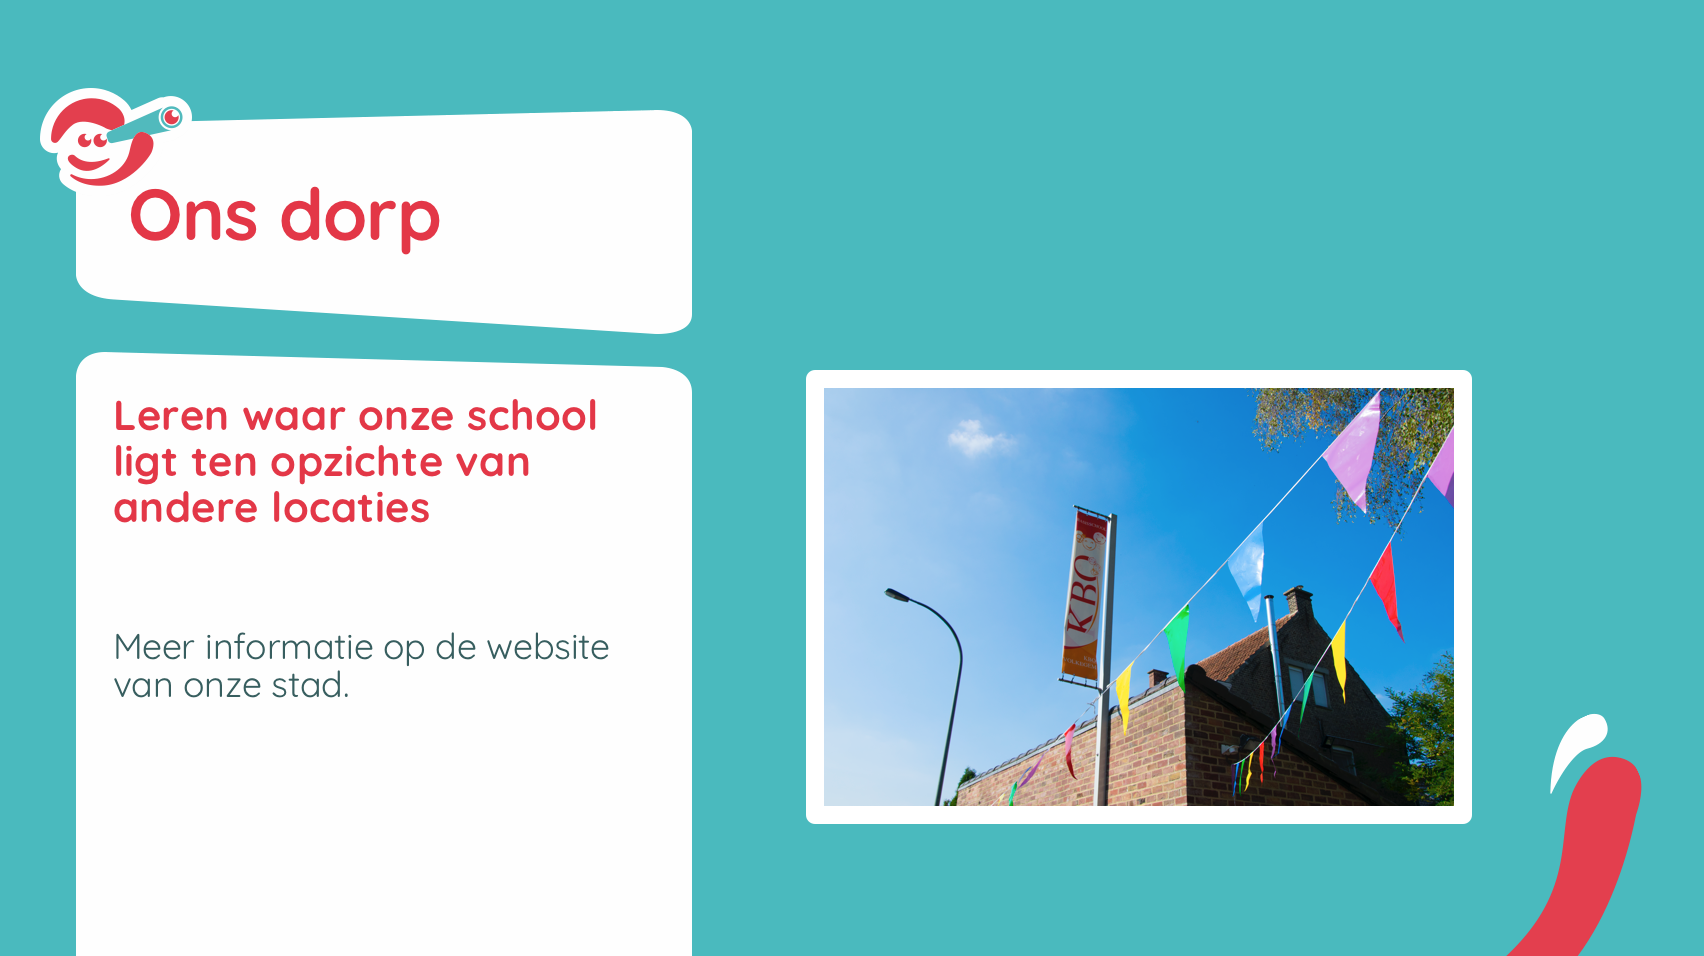 Ons dorp
Leren waar onze school
ligt ten opzichte van
andere locaties
Meer informatie op de website
van onze stad.
KBO